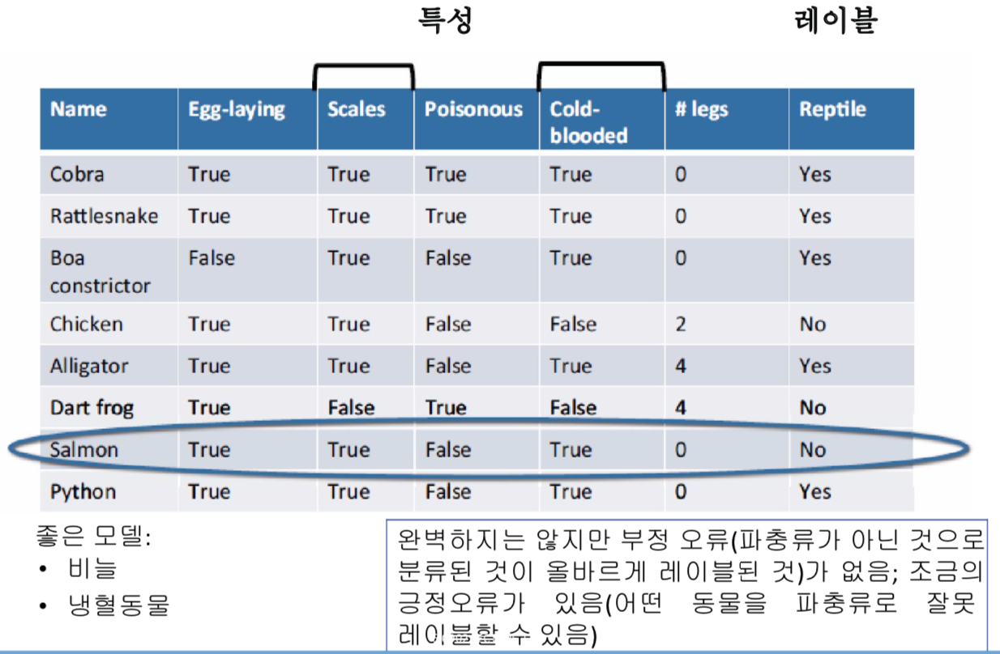 특성 레이블
Name Egg-laying Scales Poisonous Cold-blooded # legs Reptile
Cobra True True True True 0 Yes
Rattlesnake True True True True 0 Yes
Boa constrictor False True False True 0 Yes
Chicken True True False False 2 No
Alligator True True False True 4 Yes
Dart frog True False True False 4 No
Salmon True True False True 0 No
Python True True False True 0 Yes
좋은 모델:
• 비늘
• 냉혈동물
완벽하지는 않지만 부정 오류(파충류가 아닌 것으로
분류된 것이 올바르게 레이블된 것)가 없음; 조금의
긍정오류가 있음(어떤 동물을 파충류로 잘못
레이블할 수 있음)